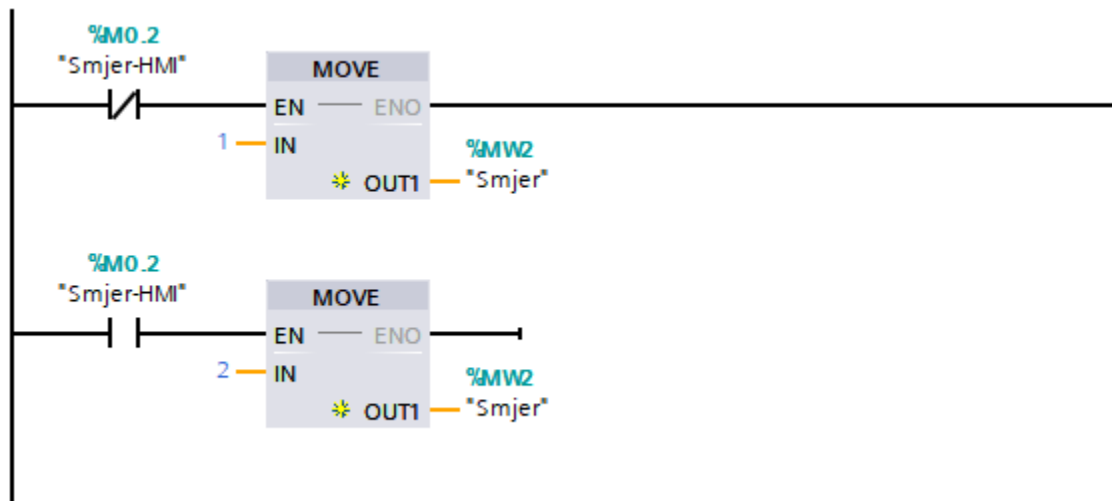 %M0.2
"Smjer-HMI"
MOVE
EN ENO
1 IN
%MW2
OUT1 "Smjer"
%M0.2
"Smjer-HMI"
MOVE
EN ENO
2 IN
%MW2
OUT1 "Smjer"